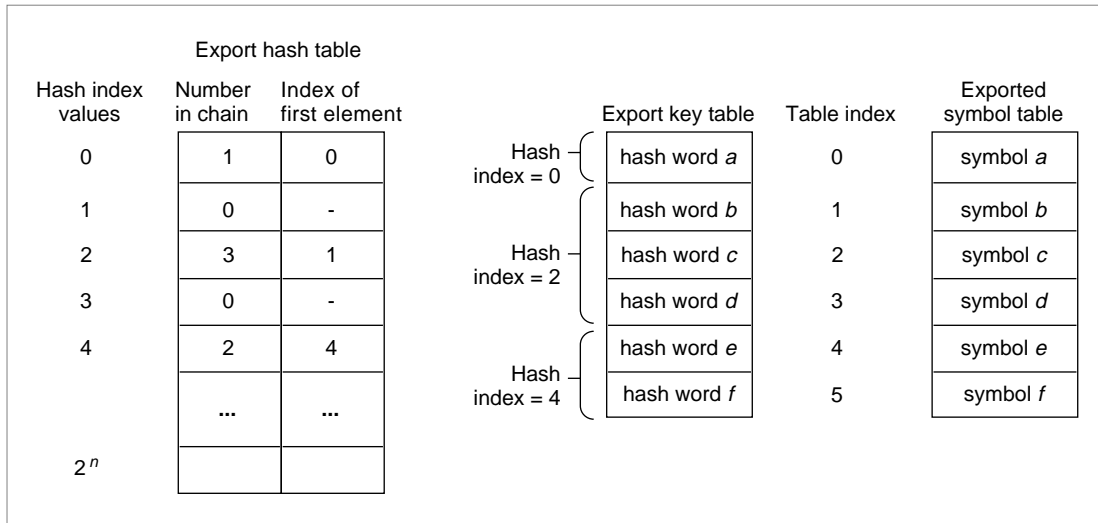 Export hash table
Hash index values
Number in chain
Index of first element
0 1 0
1 0 -
2 3 1
3 0 -
4 2 4
... ...
2 n
Export key table
Table index
Exported symbol table
Hash index = 0
hash word a 0 symbol a
hash word b 1 symbol b
Hash index = 2
hash word c 2 symbol c
hash word d 3 symbol d
Hash index = 4
hash word e 4 symbol e
hash word f 5 symbol f